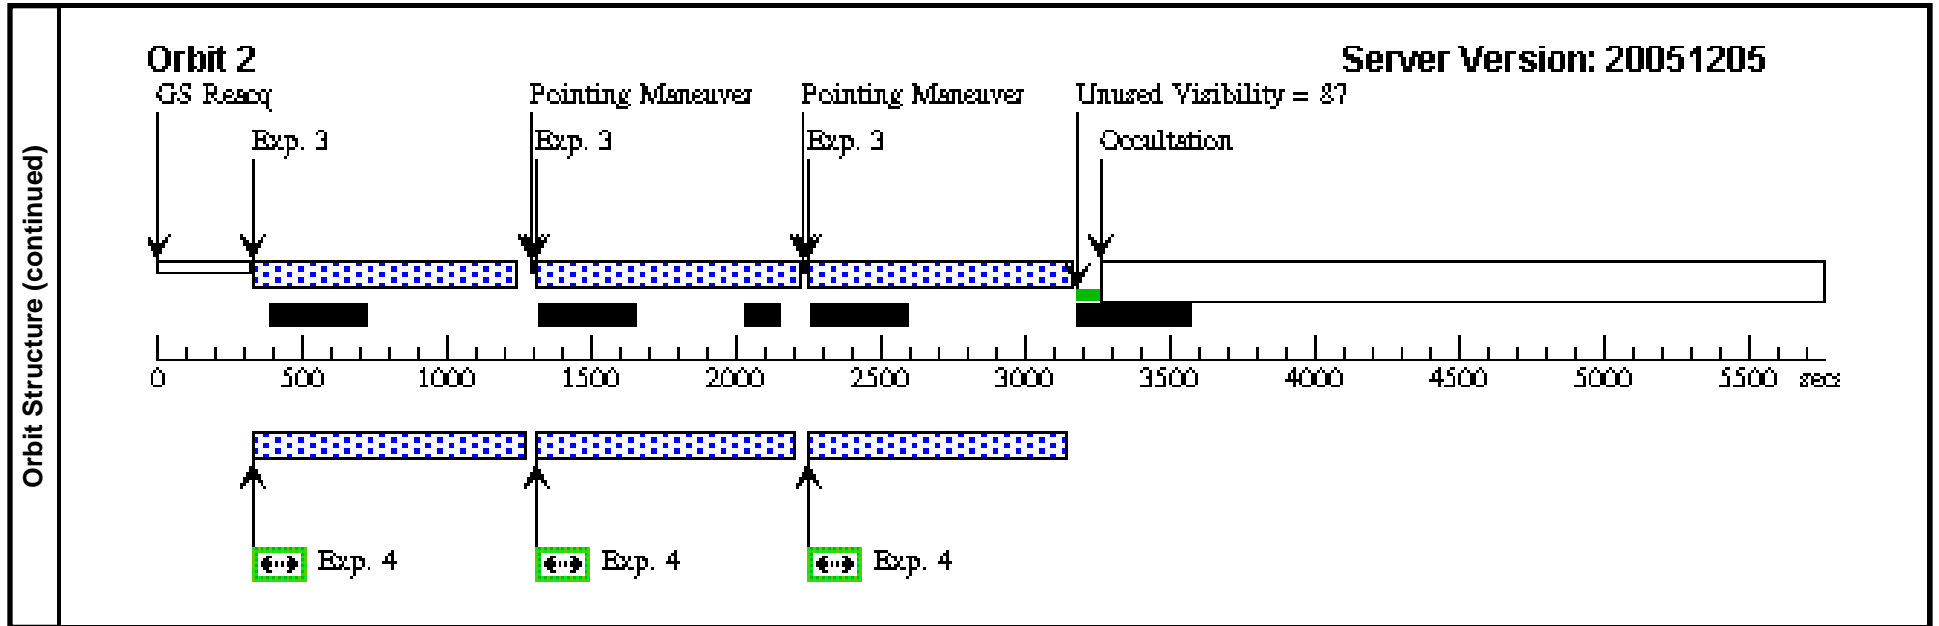 Orbit Structure (continued)
Orbit 2
Server Version: 20051205
GS Reacq
Pointing Maneuver
Pointing Maneuver
Unused Visibility = 87
Exp. 3
Exp. 3
Exp. 3
Occultation
0 500 1000 1500 2000 2500 3000 3500 4000 4500 5000 5500 secs
Exp. 4
Exp. 4
Exp. 4